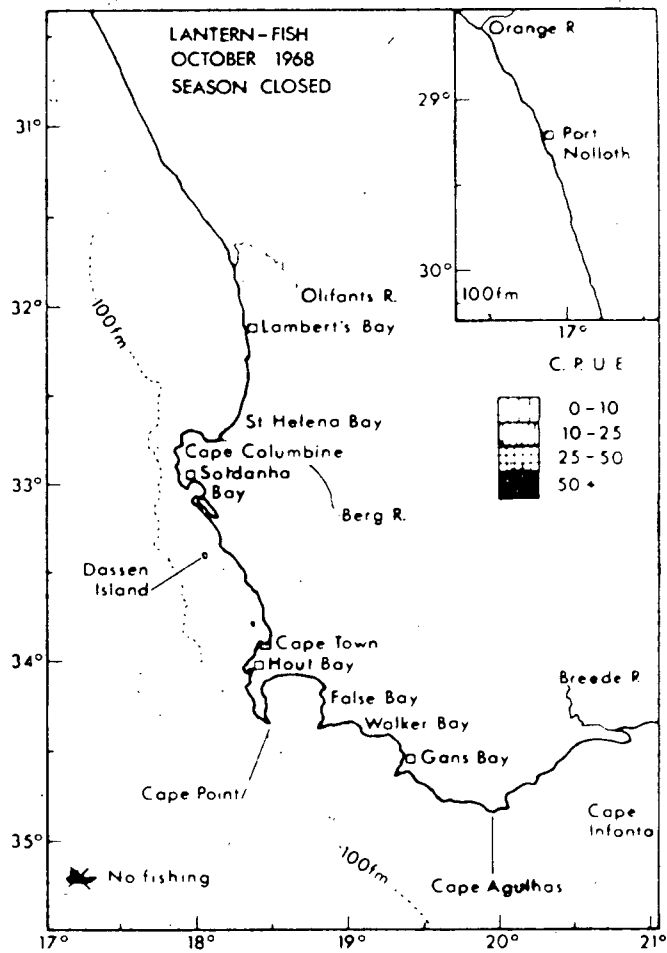 LANTERN-FISH
OCTOBER 1968
SEASON CLOSED
Orange R
29°
Port
Nolloth
30°
100fm
17°
31°
32°
33°
34°
35°
100fm
Olifants R.
Lambert's Bay
C. P. U E
0-10
10-25
25-50
50+
St Helena Bay
Cape Columbine
Saldanha
Bay
Berg R.
Dassen
Island
Cape Town
Hout Bay
False Bay
Walker Bay
Gans Bay
Breede R.
Cape Point
Cape
Infanta
Cape Agulhas
100fm
No fishing
17°
18°
19°
20°
21°